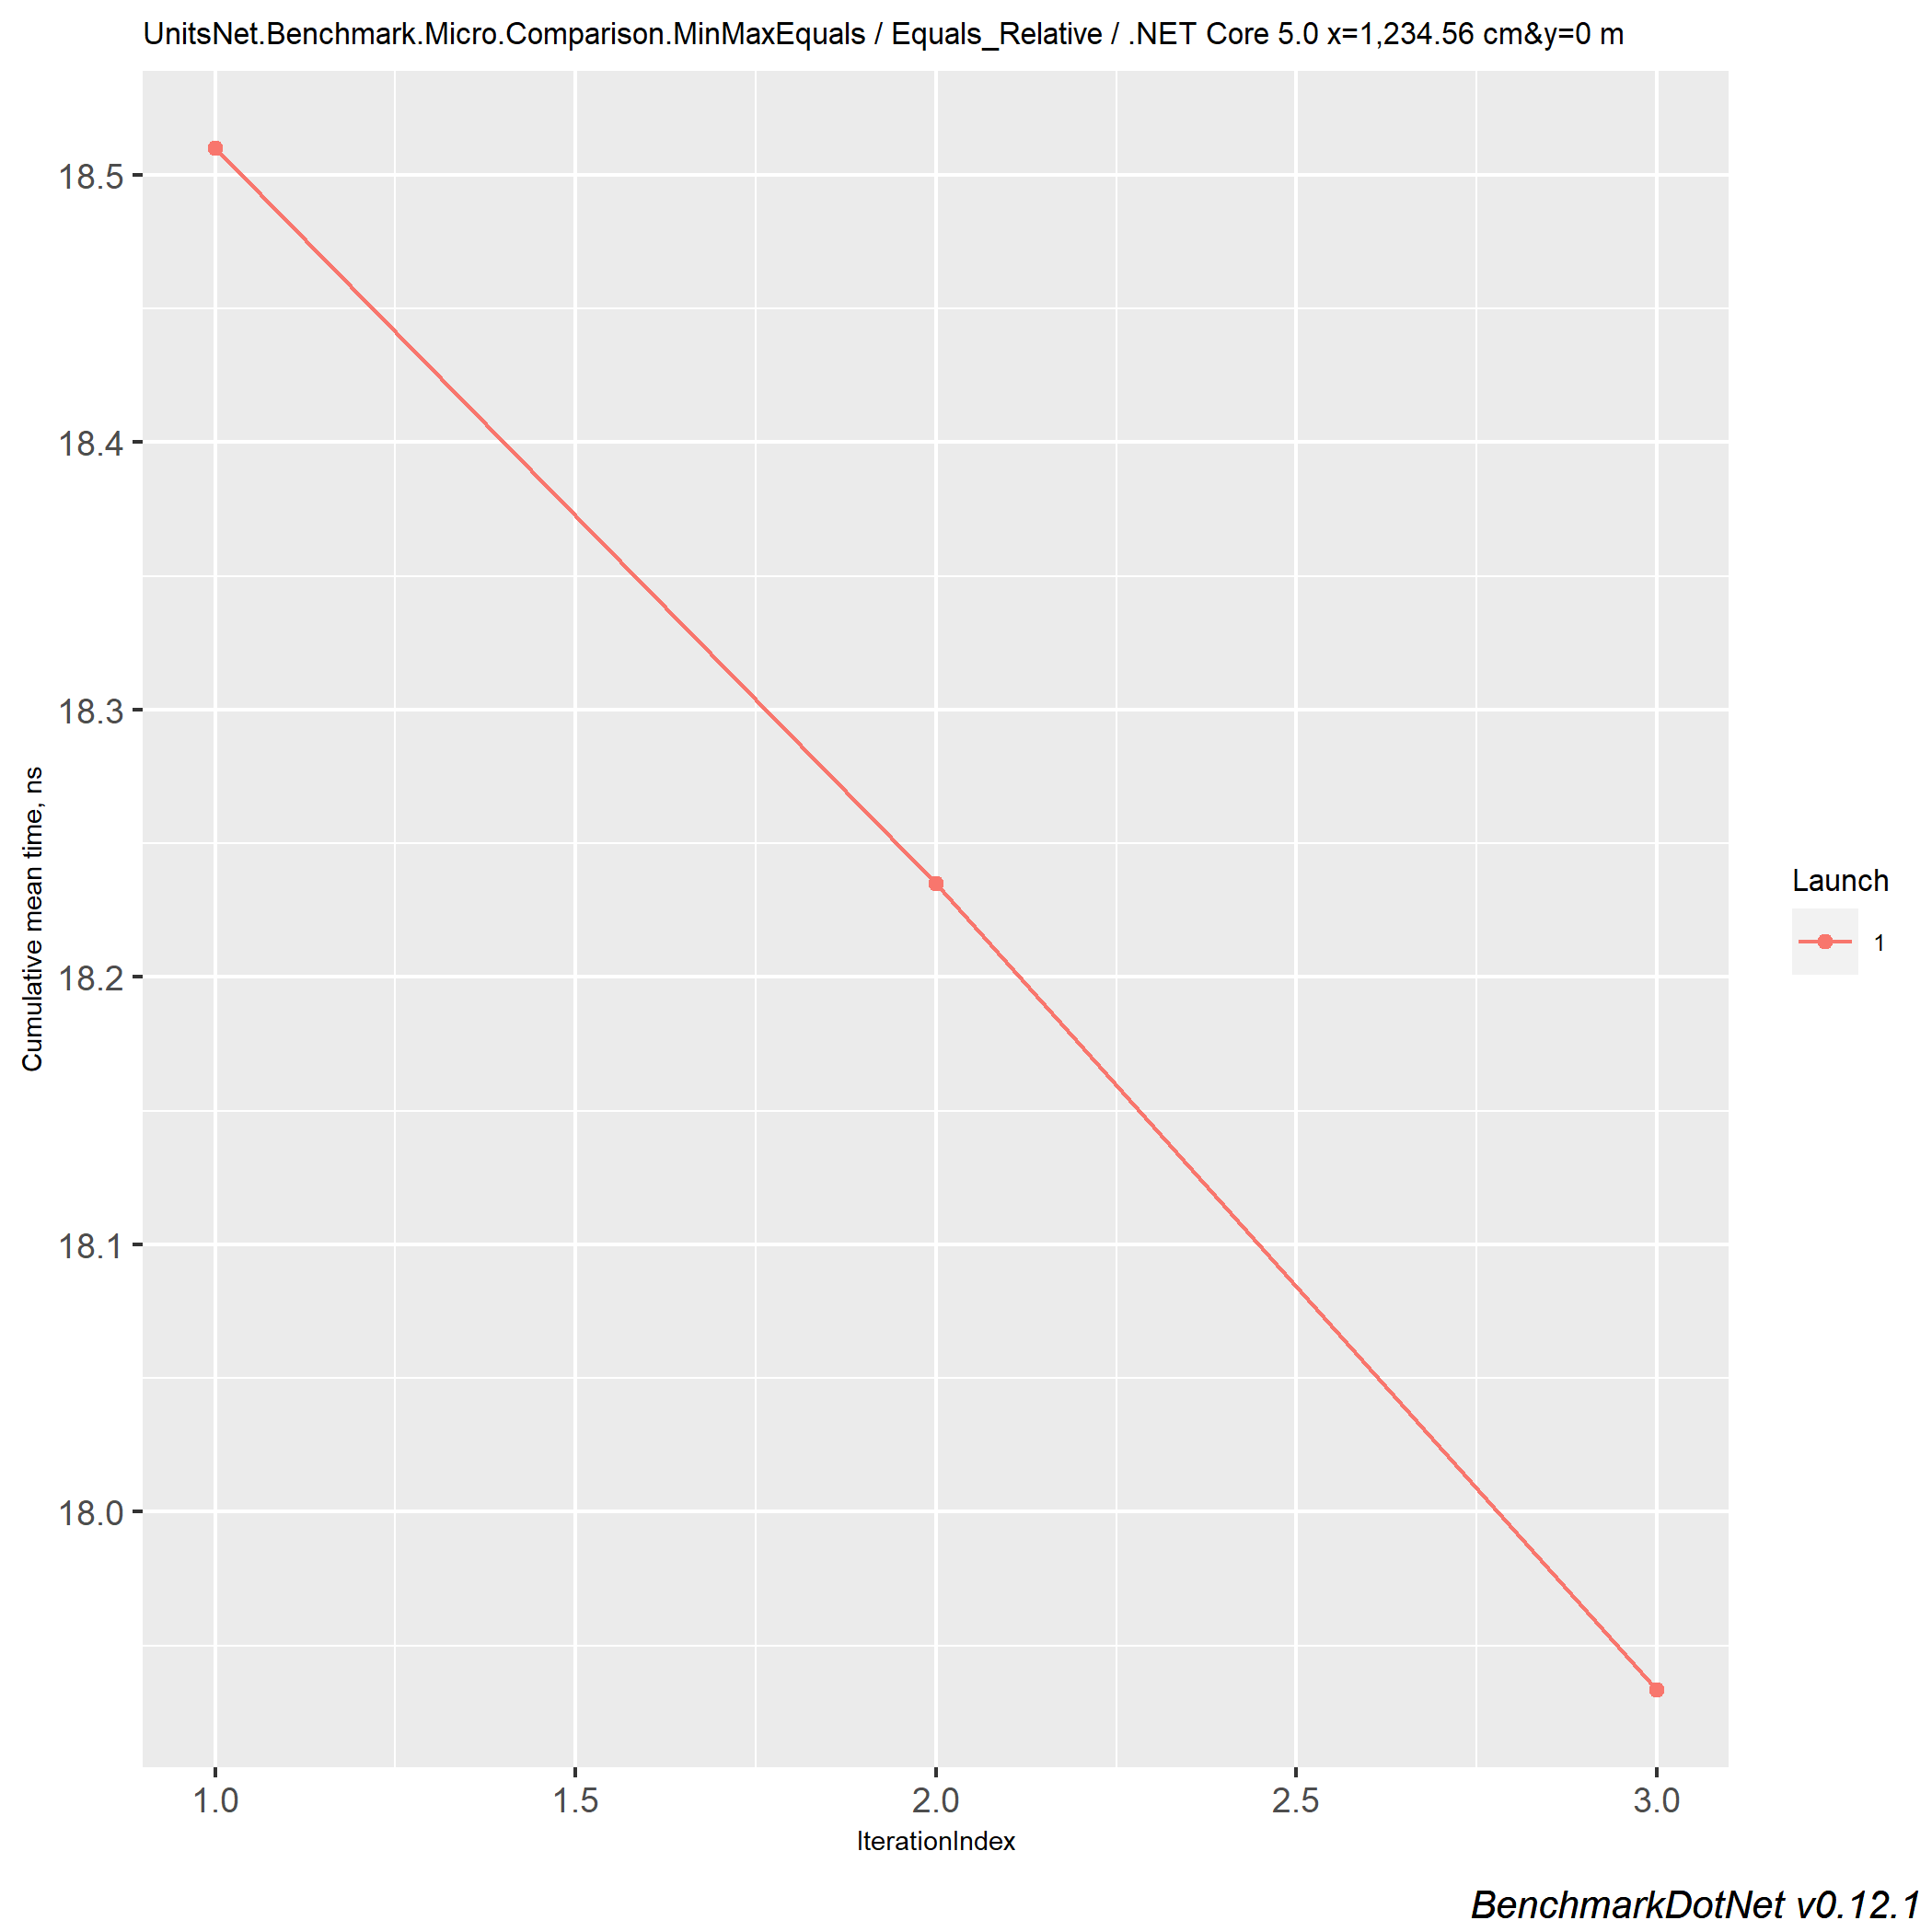 UnitsNet.Benchmark.Micro.Comparison.MinMaxEquals / Equals_Relative / .NET Core 5.0 x=1,234.56 cm&y=0 m
18.5
18.4
18.3
18.2
18.1
18.0
Cumulative mean time, ns
1.0 1.5 2.0 2.5 3.0
IterationIndex
Launch
1
BenchmarkDotNet v0.12.1